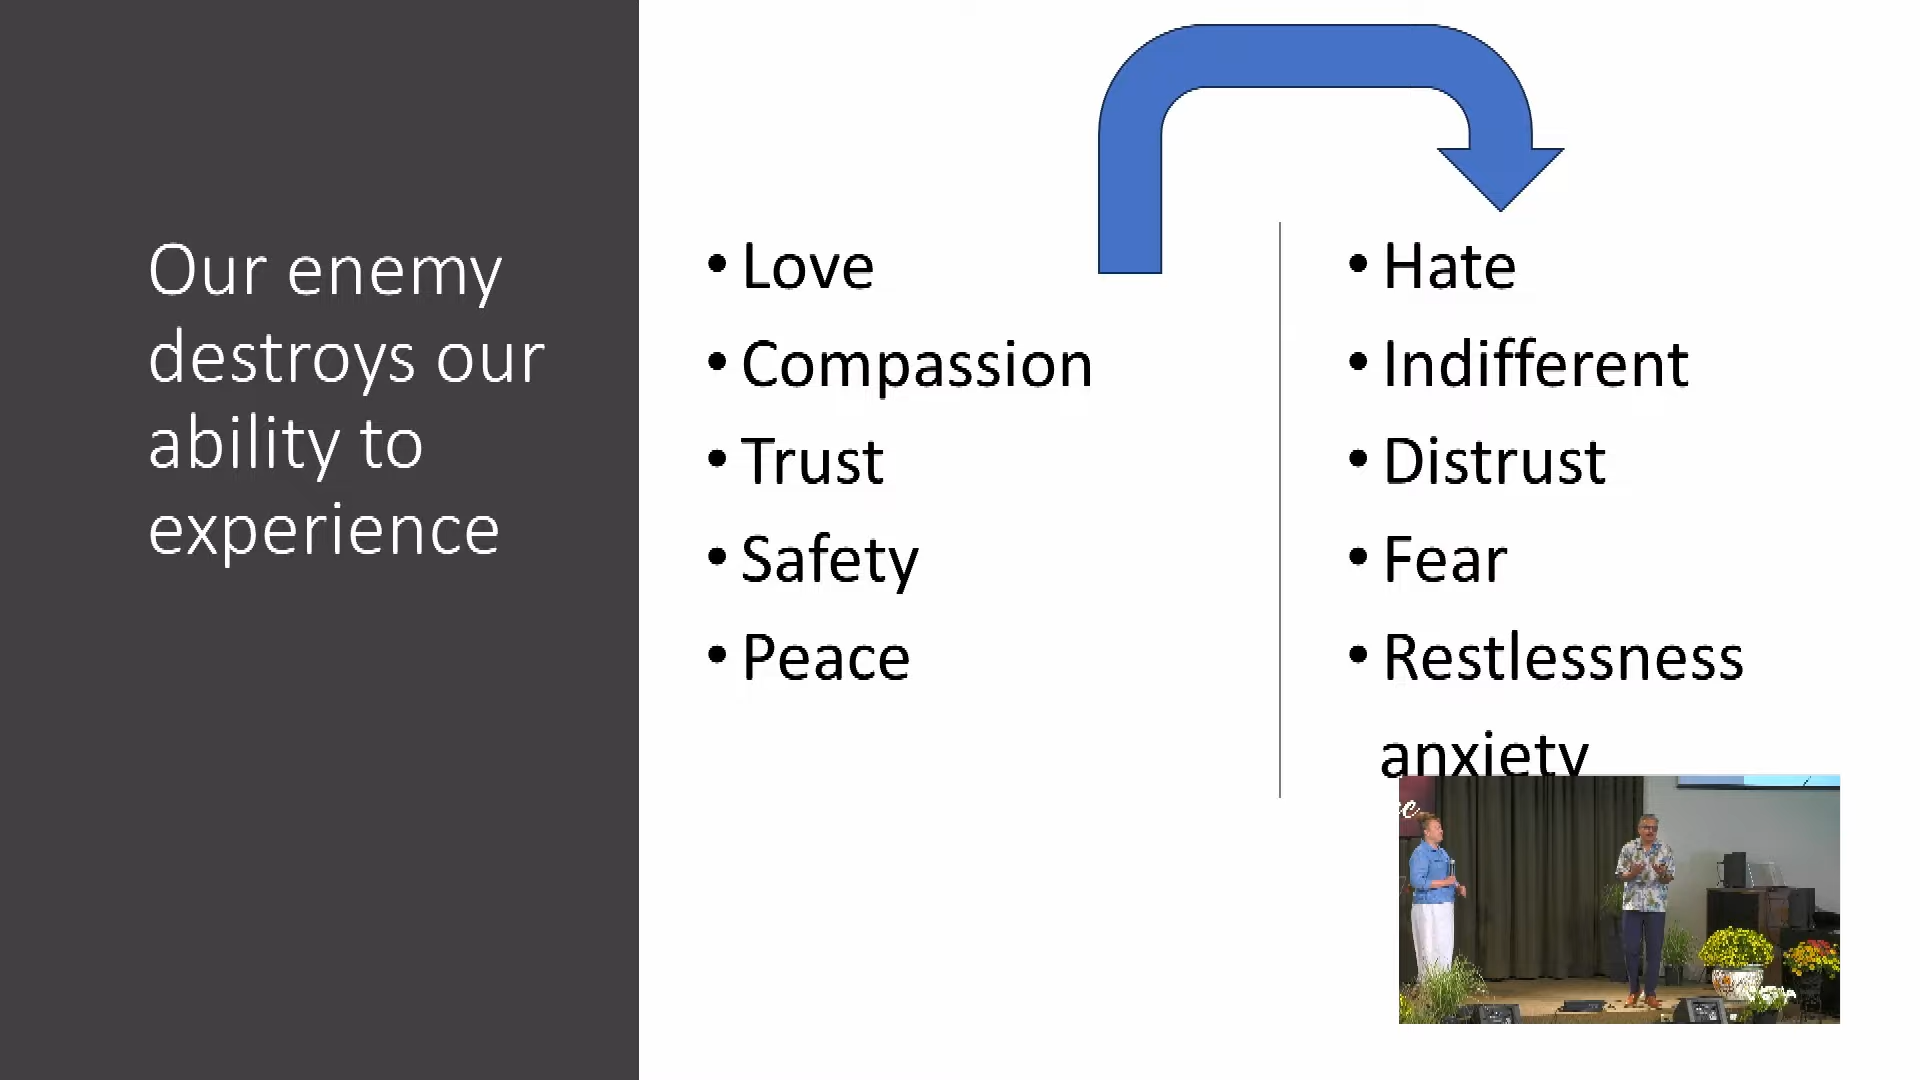 Our enemy
destroys our
ability to
experience
• Love
• Compassion
• Trust
• Safety
• Peace
• Hate
• Indifferent
• Distrust
• Fear
• Restlessness
anxiety